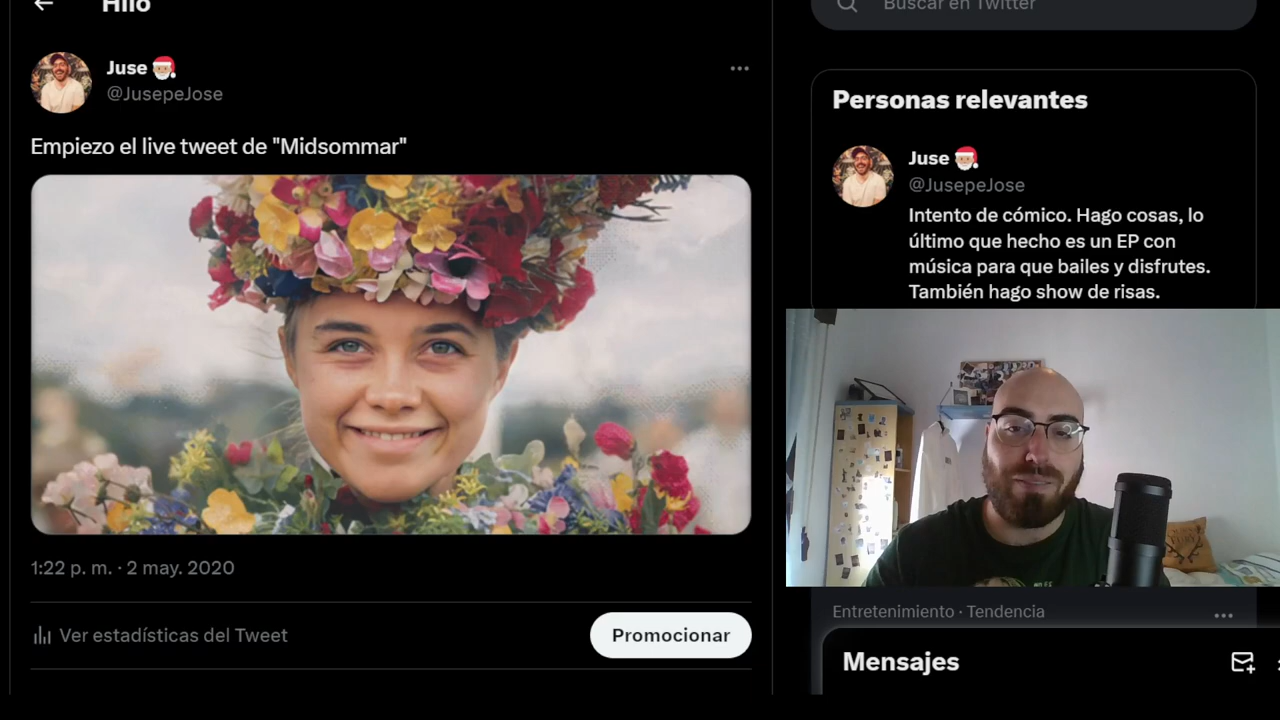 Hilo
Buscar en Twitter
Juse 🎅🏼
@JusepeJose
Empiezo el live tweet de "Midsommar"
1:22 p. m. · 2 may. 2020
Ver estadísticas del Tweet
Promocionar
Personas relevantes
Juse 🎅🏼
@JusepeJose
Intento de cómico. Hago cosas, lo
último que hecho es un EP con
música para que bailes y disfrutes.
También hago show de risas.
Entretenimiento · Tendencia
Mensajes